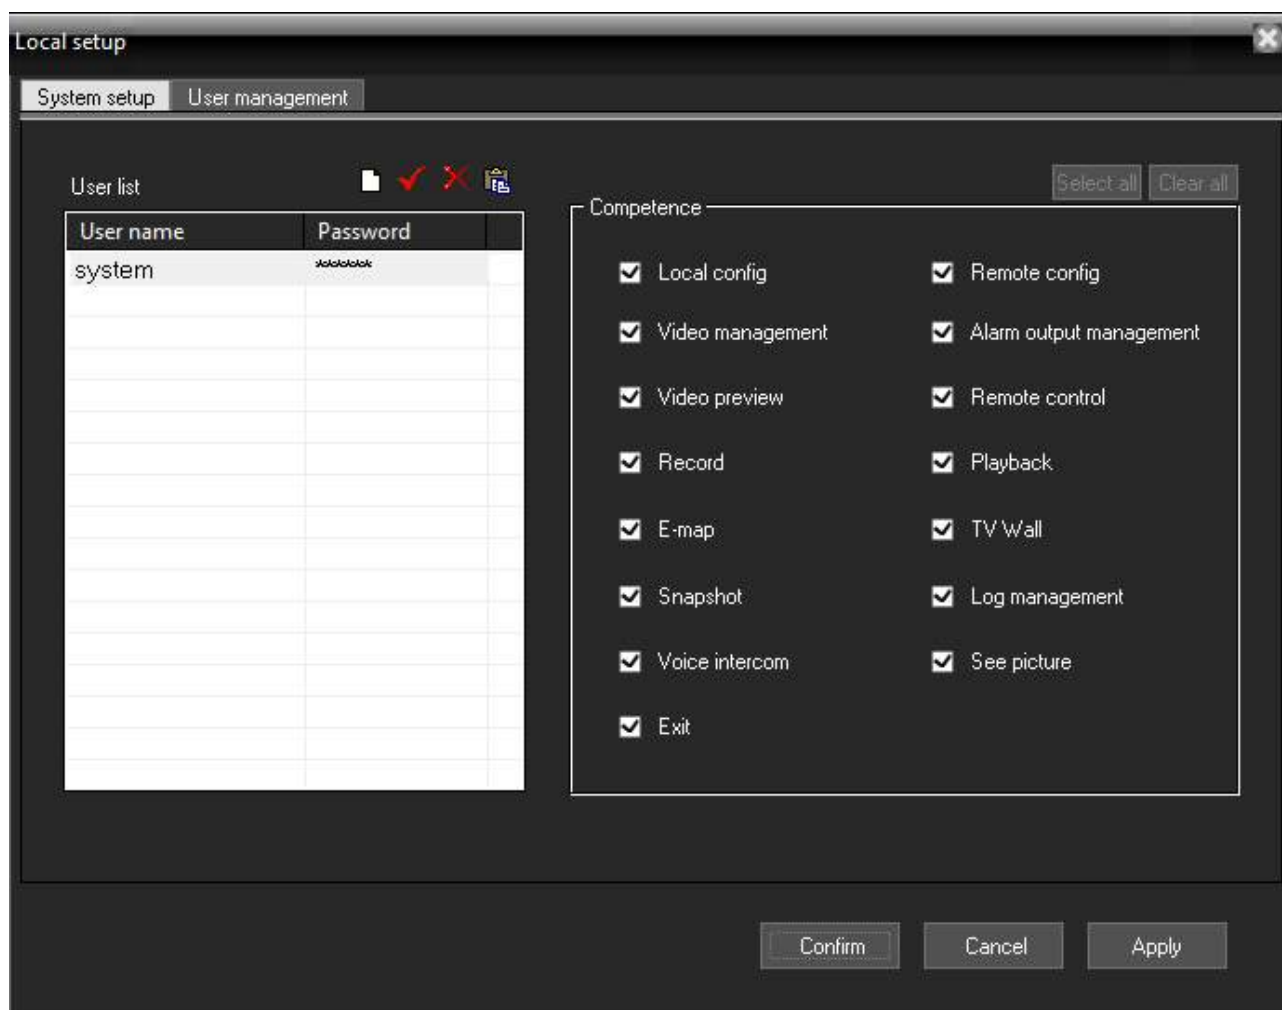 Local setup
System setup User management
User list
Select all Clear all
Competence
User name Password
system *******
Local config Remote config
Video management Alarm output management
Video preview Remote control
Record Playback
E-map TV Wall
Snapshot Log management
Voice intercom See picture
Exit
Confirm Cancel Apply